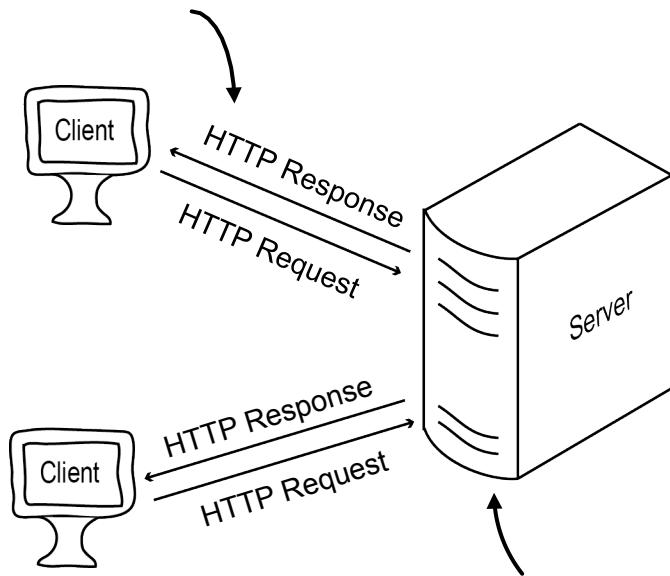 Client
HTTP Response
HTTP Request
Server
HTTP Response
HTTP Request
Client